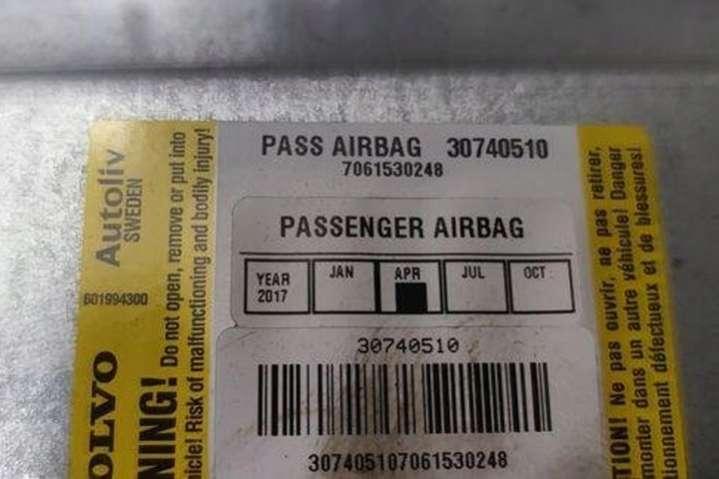 PASS AIRBAG 30740510
7061530248
PASSENGER AIRBAG
YEAR 2017 JAN APR JUL OCT
30740510
307405107061530248
Autoliv
SWEDEN
601994300
OLVO
NING! Do not open, remove or put into
hicle! Risk of malfunctioning and bodily injury!
TION! Ne pas ouvrir, ne pas retirer,
monter dans un autre véhicule! Danger
tionnement défectueux et de blessures!